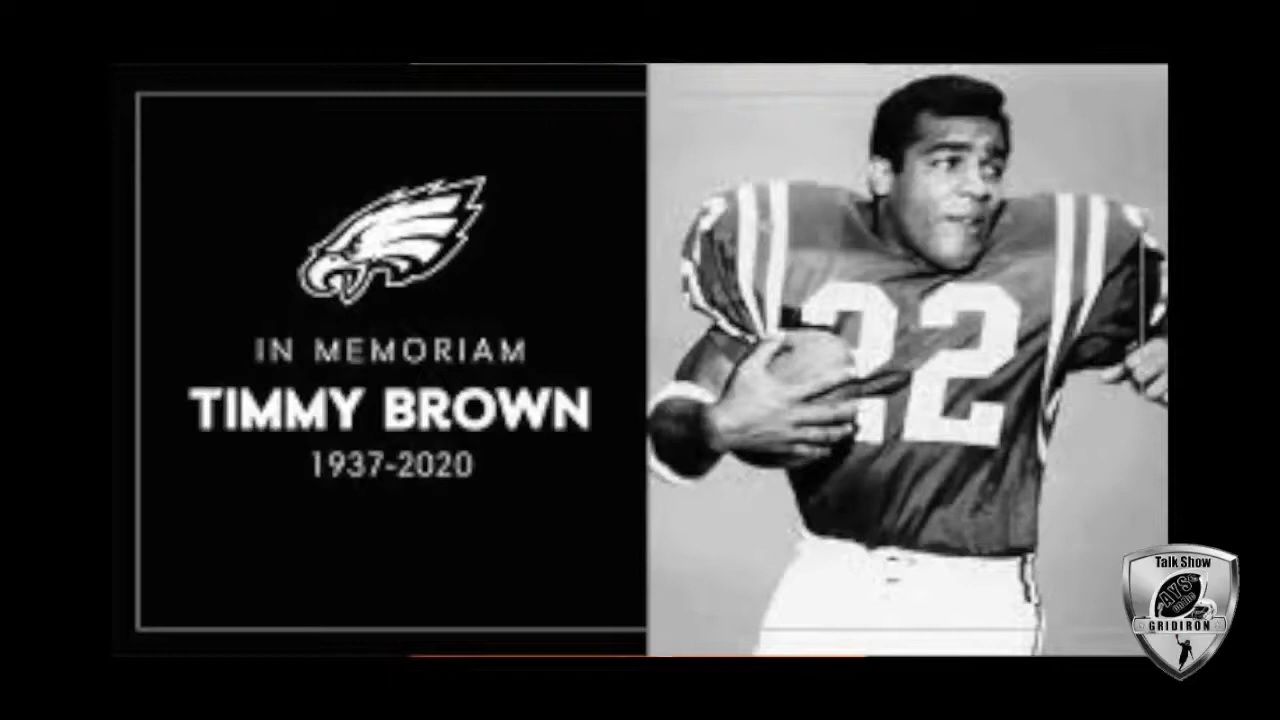 IN MEMORIAM
TIMMY BROWN
1937-2020
22
Talk Show
GRIDIRON